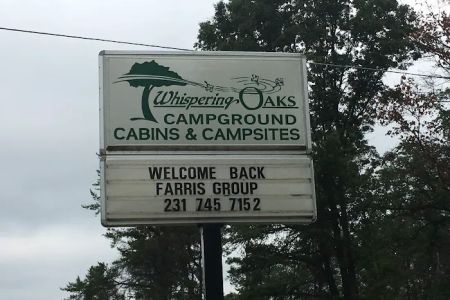 Whispering Oaks
CAMPGROUND
CABINS & CAMPSITES
WELCOME BACK
FARRIS GROUP
231 745 7152